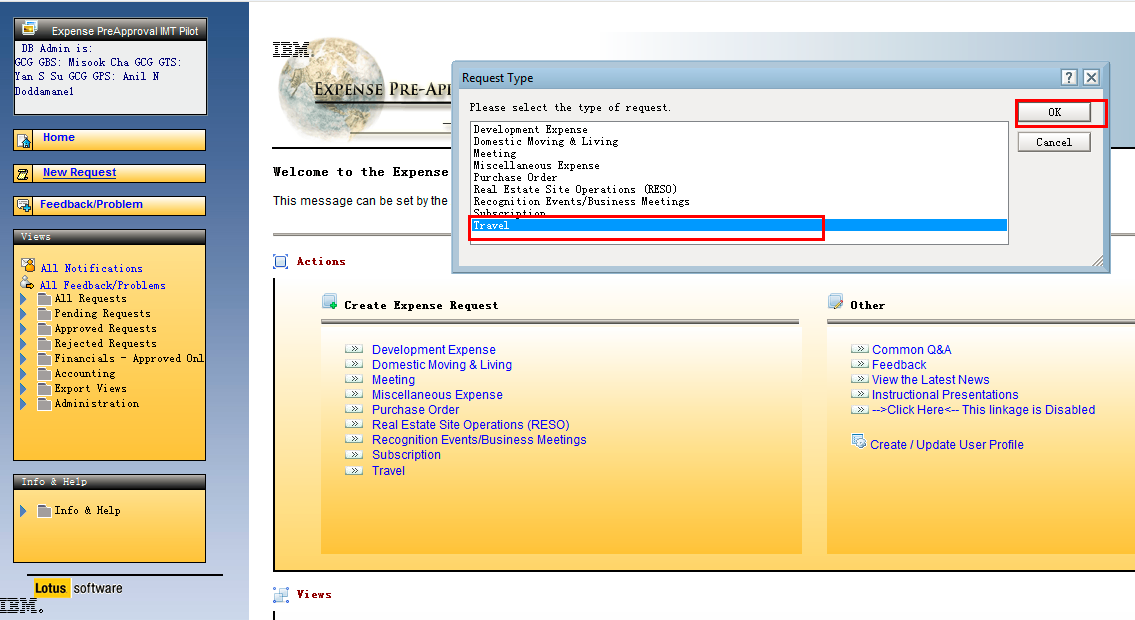 Expense PreApproval IMT Pilot
DB Admin is:
GCG GBS: Misook Cha GCG GTS:
Yan S Su GCG GPS: Anil N
Doddamane1
Home
New Request
Feedback/Problem
Views
All Notifications
All Feedback/Problems
All Requests
Pending Requests
Approved Requests
Rejected Requests
Financials - Approved Onl
Accounting
Export Views
Administration
Info & Help
Info & Help
Lotus software
IBM.
IBM.
EXPENSE PRE-AP
Welcome to the Expense
This message can be set by the
Request Type
?
Please select the type of request.
Development Expense
Domestic Moving & Living
Meeting
Miscellaneous Expense
Purchase Order
Real Estate Site Operations (RESO)
Recognition Events/Business Meetings
Subscription
Travel
OK
Cancel
Actions
Create Expense Request
Development Expense
Domestic Moving & Living
Meeting
Miscellaneous Expense
Purchase Order
Real Estate Site Operations (RESO)
Recognition Events/Business Meetings
Subscription
Travel
Other
Common Q&A
Feedback
View the Latest News
Instructional Presentations
-->Click Here<-- This linkage is Disabled
Create / Update User Profile
Views